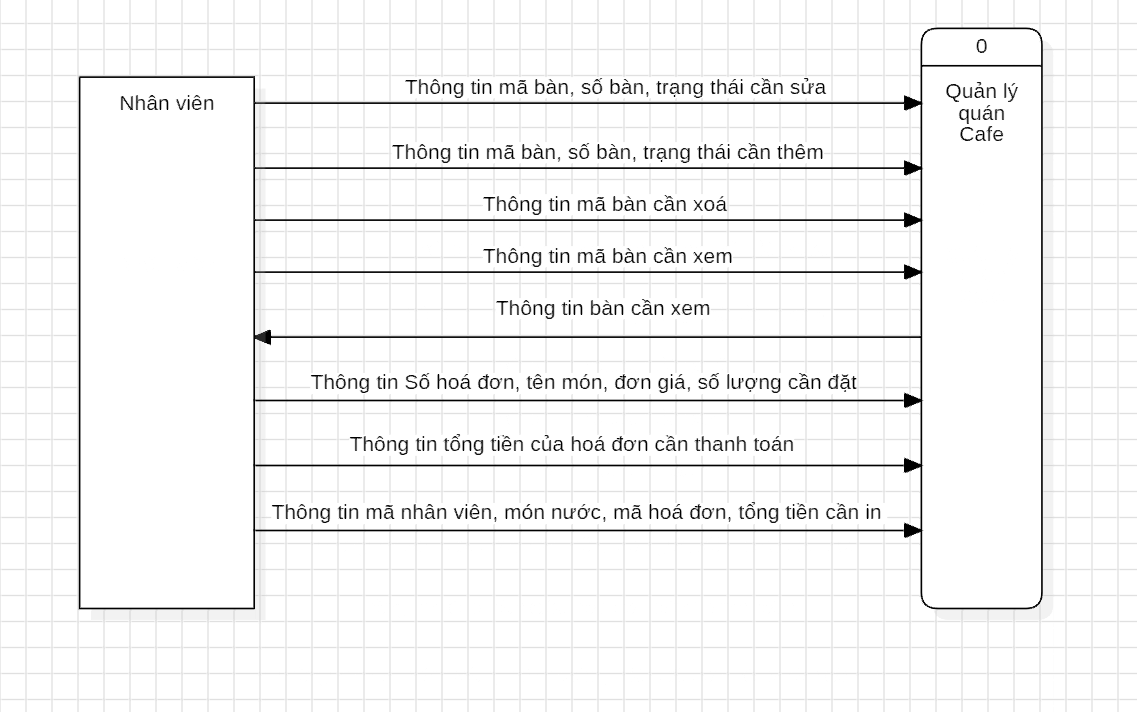 0
Thông tin mã bàn, số bàn, trạng thái cần sửa
Nhân viên
Quản lý
quán
Cafe
Thông tin mã bàn, số bàn, trạng thái cần thêm
Thông tin mã bàn cần xoá
Thông tin mã bàn cần xem
Thông tin bàn cần xem
Thông tin Số hoá đơn, tên món, đơn giá, số lượng cần đặt
Thông tin tổng tiền của hoá đơn cần thanh toán
Thông tin mã nhân viên, món nước, mã hoá đơn, tổng tiền cần in